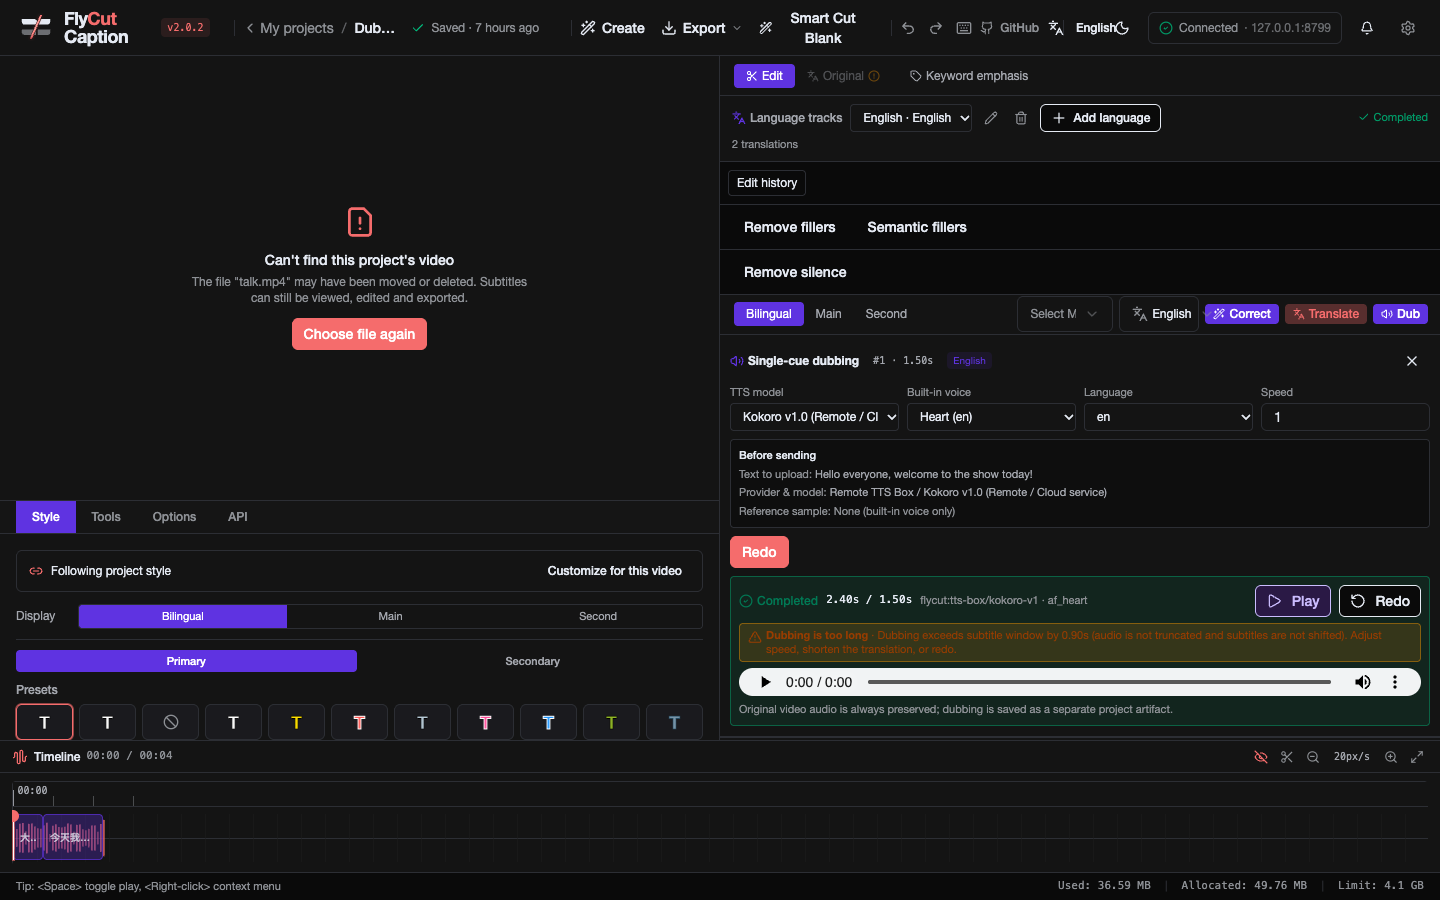 FlyCut
Caption
v2.0.2
My projects / Dub...
Saved · 7 hours ago
Create
Export
Smart Cut
Blank
GitHub
English
Connected · 127.0.0.1:8799
Can't find this project's video
The file "talk.mp4" may have been moved or deleted. Subtitles
can still be viewed, edited and exported.
Choose file again
Style
Tools
Options
API
Following project style
Customize for this video
Display
Bilingual
Main
Second
Primary
Secondary
Presets
T T T T T T T T T T
Edit
Original
Keyword emphasis
Language tracks
English · English
Add language
Completed
2 translations
Edit history
Remove fillers
Semantic fillers
Remove silence
Bilingual
Main
Second
Select M
English
Correct
Translate
Dub
Single-cue dubbing
#1 · 1.50s
English
TTS model
Built-in voice
Language
Speed
Kokoro v1.0 (Remote / Cl
Heart (en)
en
1
Before sending
Text to upload: Hello everyone, welcome to the show today!
Provider & model: Remote TTS Box / Kokoro v1.0 (Remote / Cloud service)
Reference sample: None (built-in voice only)
Redo
Completed 2.40s / 1.50s flycut:tts-box/kokoro-v1 · af_heart
Play
Redo
Dubbing is too long · Dubbing exceeds subtitle window by 0.90s (audio is not truncated and subtitles are not shifted). Adjust
speed, shorten the translation, or redo.
0:00 / 0:00
Original video audio is always preserved; dubbing is saved as a separate project artifact.
Timeline 00:00 / 00:04
20px/s
00:00
大...
今天我...
Tip: <Space> toggle play, <Right-click> context menu
Used: 36.59 MB | Allocated: 49.76 MB | Limit: 4.1 GB